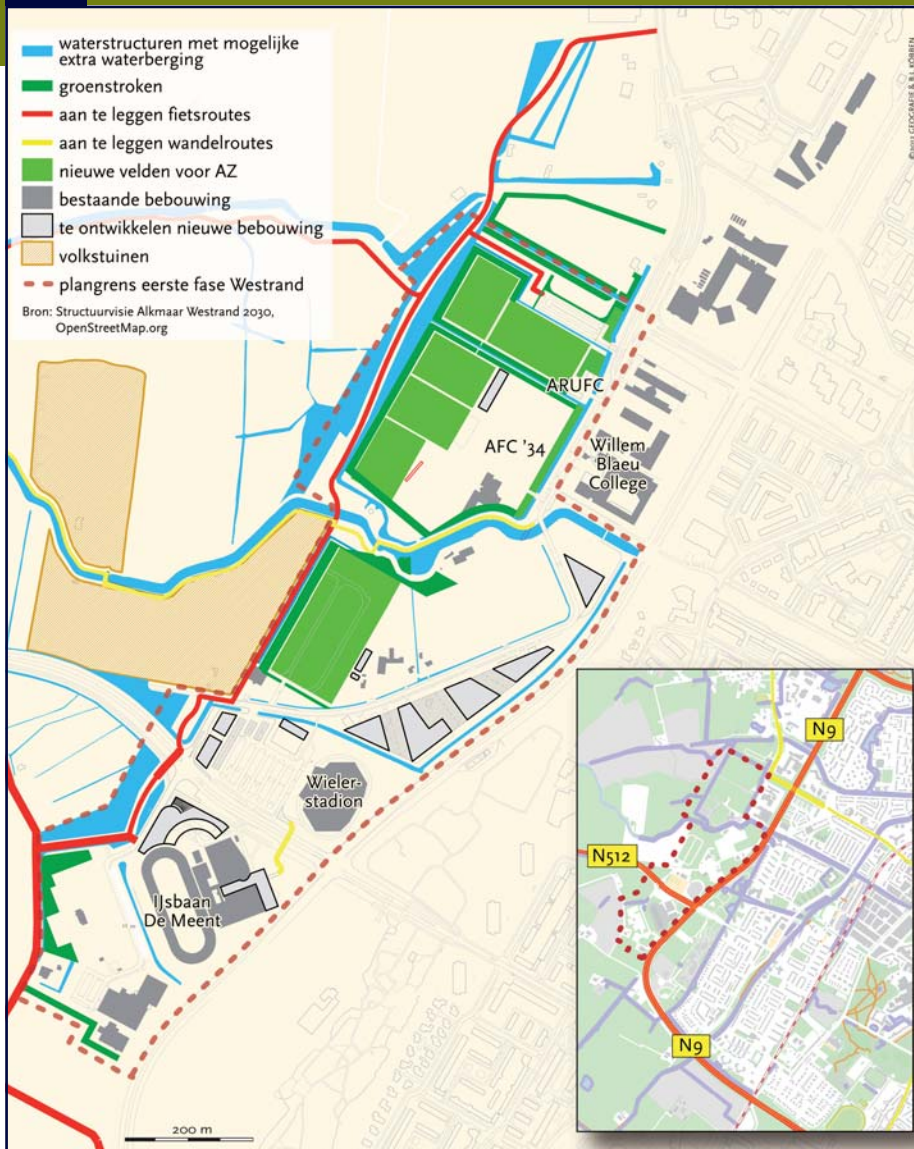 waterstructuren met mogelijke
extra waterberging
groenstroken
aan te leggen fietsroutes
aan te leggen wandelroutes
nieuwe velden voor AZ
bestaande bebouwing
te ontwikkelen nieuwe bebouwing
volkstuinen
plangrens eerste fase Westrand
Bron: Structuurvisie Alkmaar Westrand 2030,
OpenStreetMap.org
ARUFC
AFC '34
Willem
Blaeu
College
Wieler-
stadion
IJsbaan
De Meent
N9
N512
N9
200 m